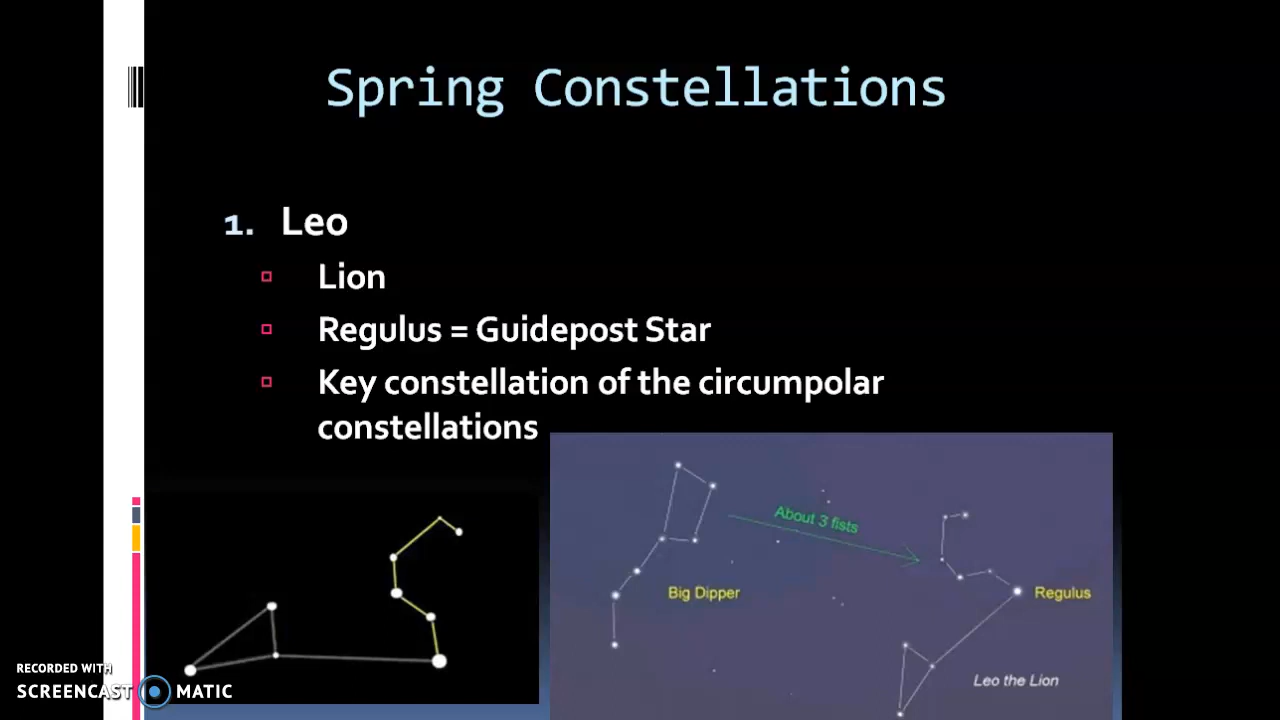 Spring Constellations
1. Leo
Lion
Regulus = Guidepost Star
Key constellation of the circumpolar
constellations
About 3 fists
Big Dipper
Regulus
Leo the Lion
RECORDED WITH
SCREENCAST MATIC